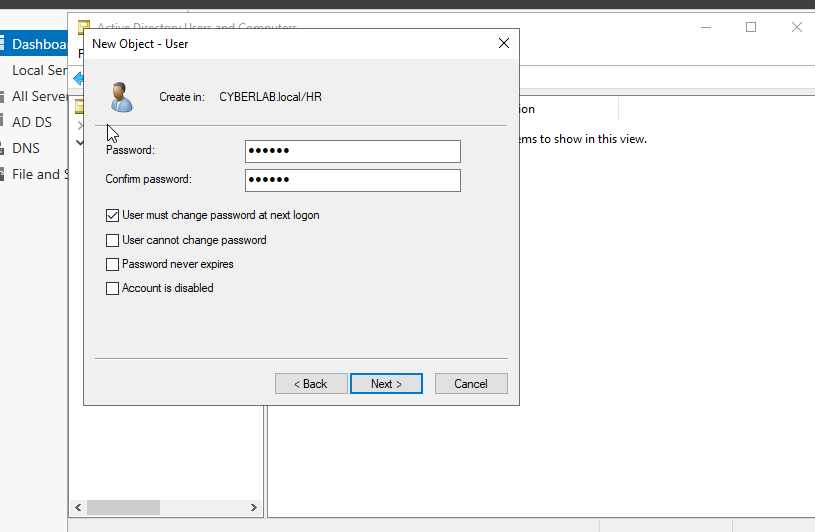 Active Directory Users and Computers
New Object - User
Create in: CYBERLAB.local/HR
Password: ●●●●●●
Confirm password: ●●●●●●
User must change password at next logon
User cannot change password
Password never expires
Account is disabled
< Back
Next >
Cancel
Dashboa
Local Ser
All Server
AD DS
DNS
File and S
ion
ems to show in this view.